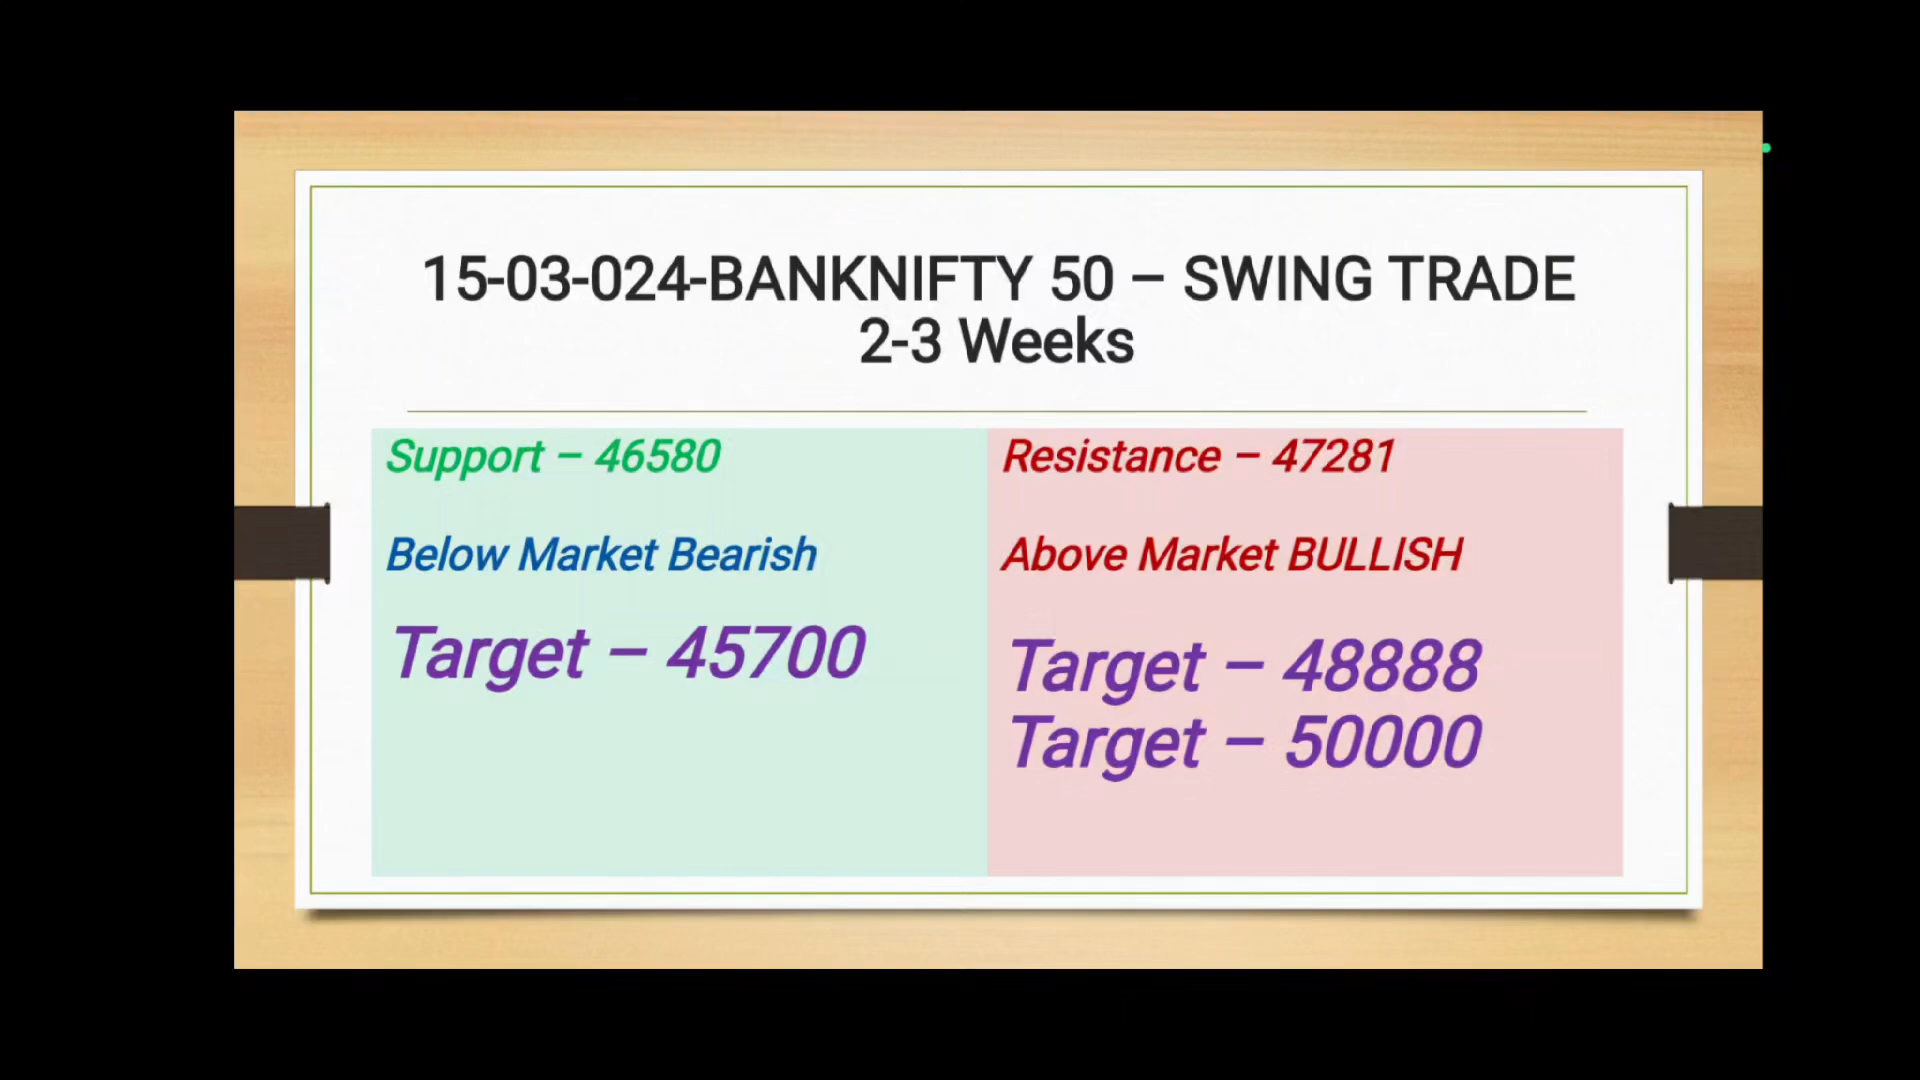 15-03-024-BANKNIFTY 50 – SWING TRADE
2-3 Weeks
Support – 46580
Below Market Bearish
Target – 45700
Resistance – 47281
Above Market BULLISH
Target – 48888
Target – 50000